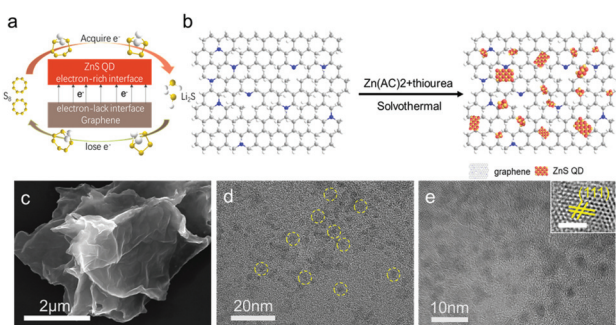 a
Acquire e⁻
ZnS QD
electron-rich interface
e⁻ e⁻
S₈
Li₂S
electron-lack interface
Graphene
lose e⁻
b
Zn(AC)2+thiourea
Solvothermal
graphene ZnS QD
c
2μm
d
20nm
e
10nm